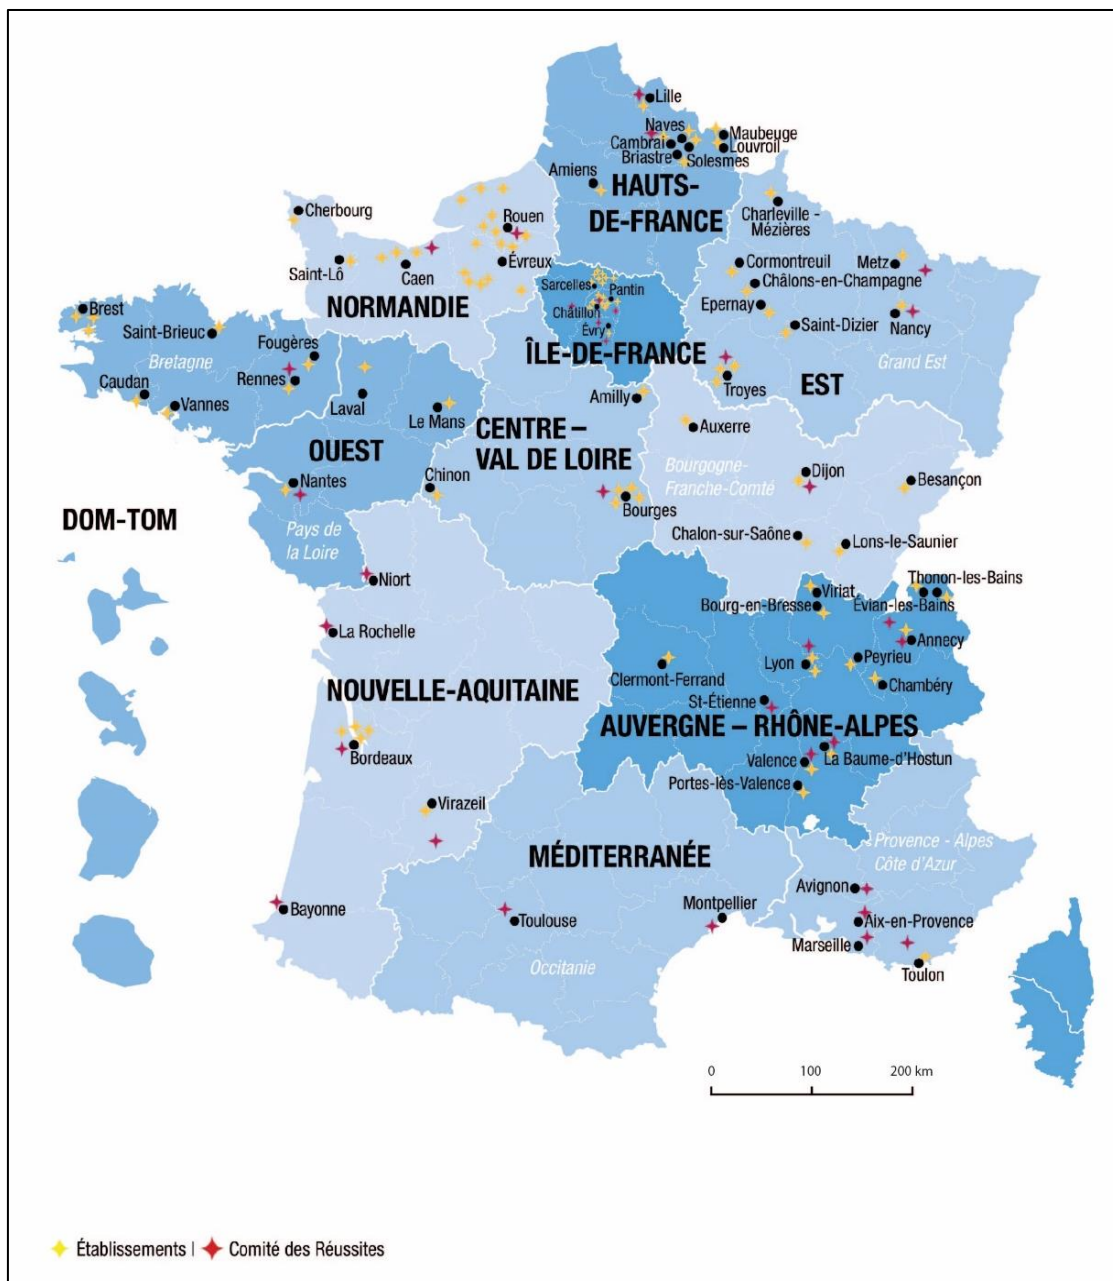 Lille
Naves
Maubeuge
Cambrai
Louvroil
Briastre
Solesmes
Amiens
HAUTS-
DE-FRANCE
Cherbourg
Rouen
Charleville -
Mézières
Saint-Lô
Caen
Évreux
Cormontreuil
Metz
Châlons-en-Champagne
Sarcelles
Pantin
NORMANDIE
Epernay
Châtillon
Brest
Saint-Brieuc
Évry
Saint-Dizier
Nancy
Fougères
ÎLE-DE-FRANCE
Bretagne
Grand Est
Rennes
Troyes
EST
Caudan
Vannes
Laval
Le Mans
Amilly
CENTRE –
VAL DE LOIRE
Auxerre
OUEST
Bourgogne-
Franche-Comté
Dijon
Besançon
Nantes
Chinon
Bourges
DOM-TOM
Pays de
la Loire
Chalon-sur-Saône
Lons-le-Saunier
Niort
Thonon-les-Bains
Viriat
Bourg-en-Bresse
Évian-les-Bains
La Rochelle
Annecy
Lyon
Peyrieu
Clermont-Ferrand
Chambéry
NOUVELLE-AQUITAINE
St-Étienne
AUVERGNE – RHÔNE-ALPES
Bordeaux
Valence
La Baume-d'Hostun
Portes-lès-Valence
Virazeil
MÉDITERRANÉE
Provence - Alpes
Côte d'Azur
Avignon
Bayonne
Toulouse
Montpellier
Aix-en-Provence
Marseille
Occitanie
Toulon
0 100 200 km
Établissements | Comité des Réussites